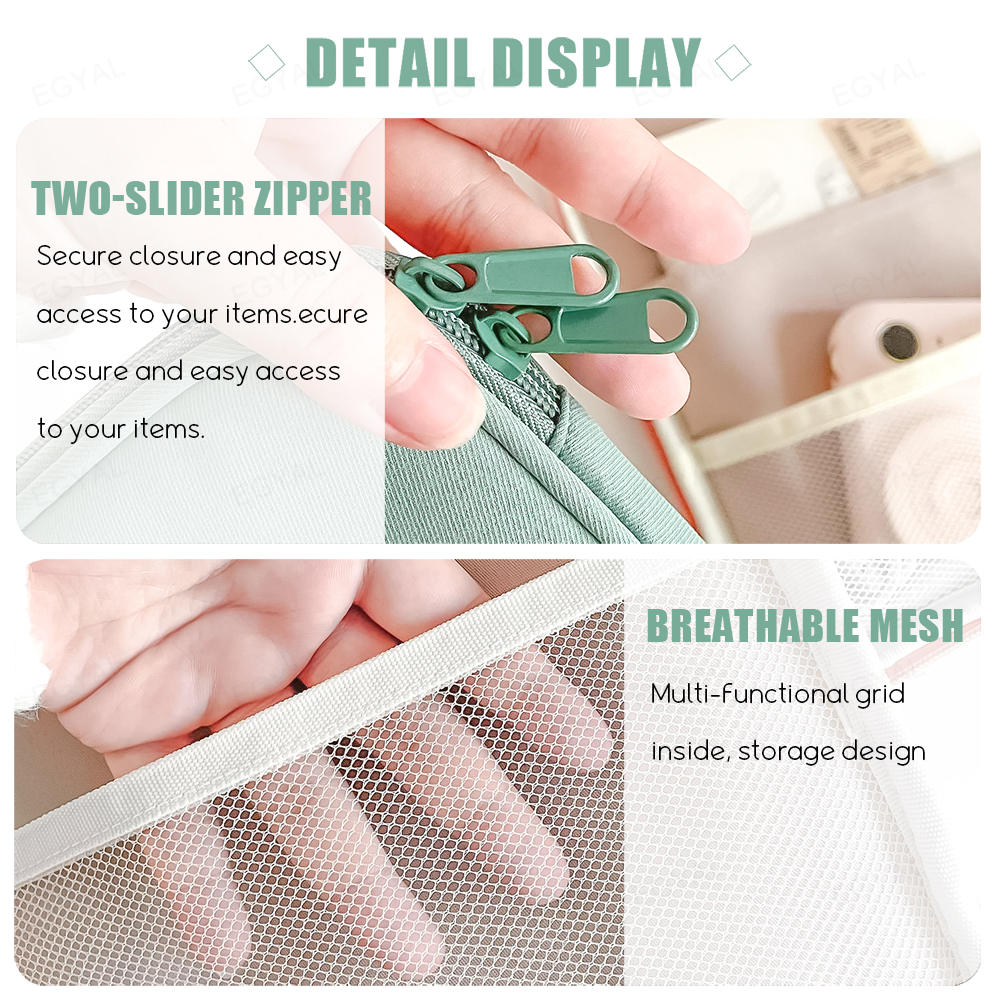 DETAIL DISPLAY
TWO-SLIDER ZIPPER
Secure closure and easy
access to your items.ecure
closure and easy access
to your items.
BREATHABLE MESH
Multi-functional grid
inside, storage design
EGYAL